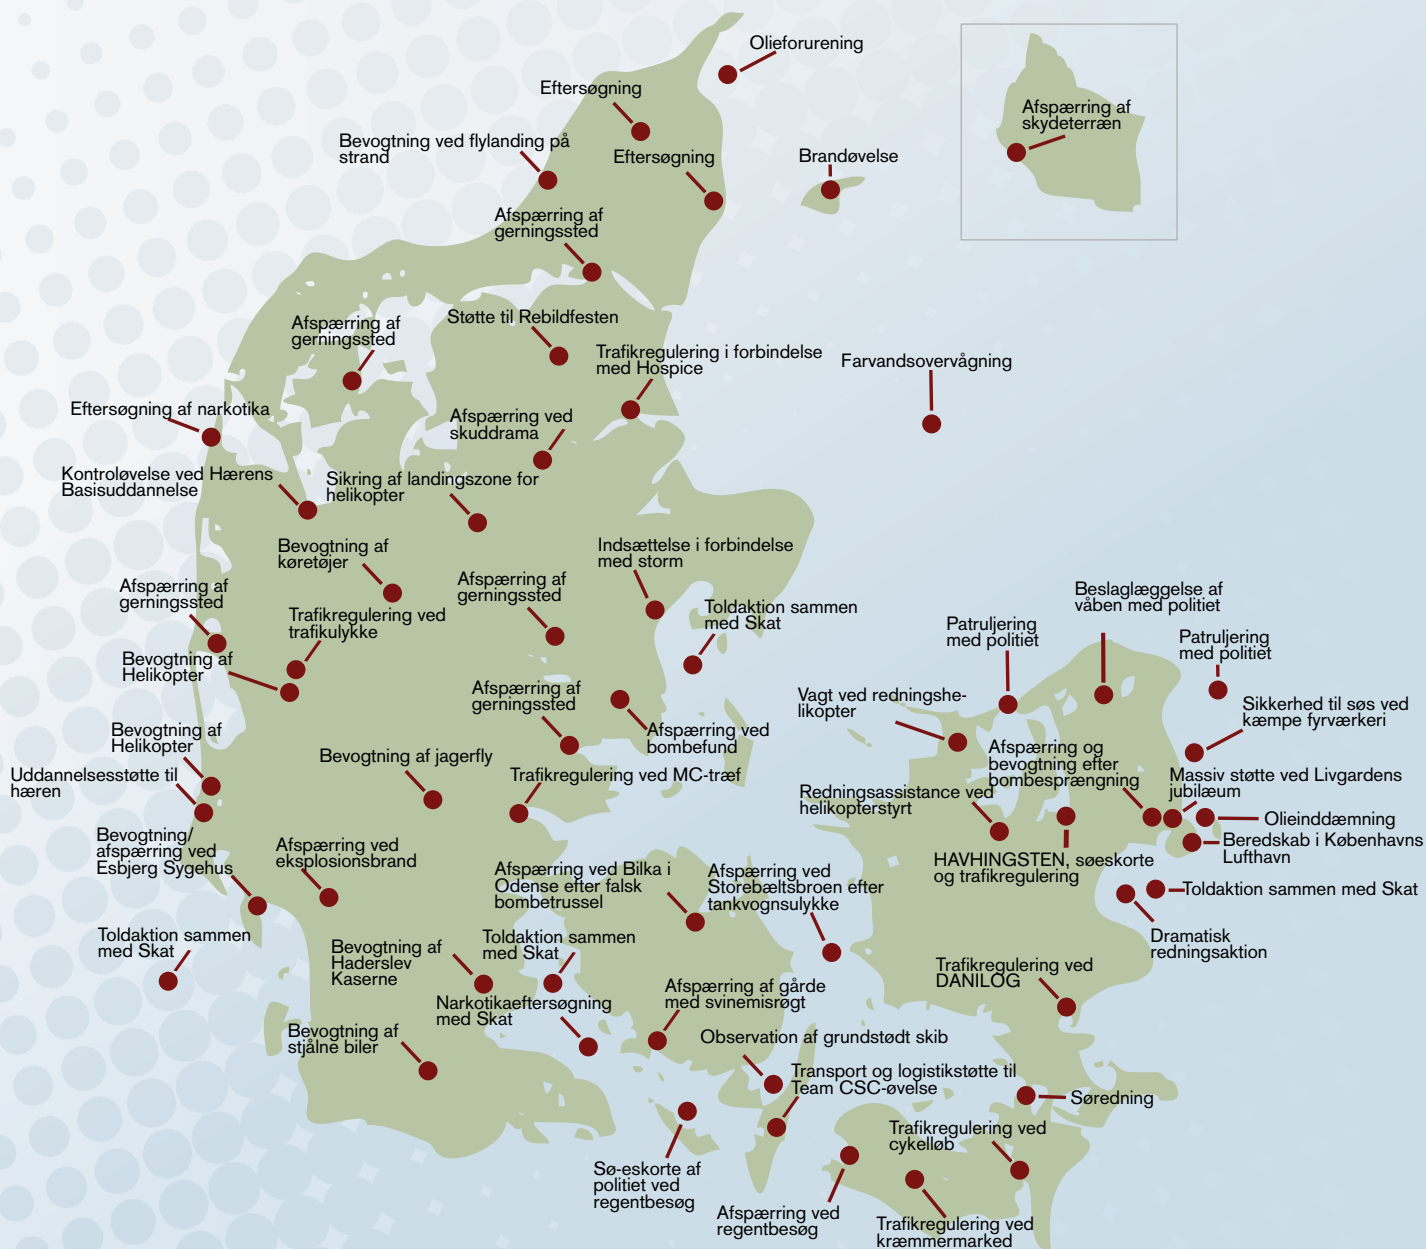 Olieforurening
Eftersøgning
Bevogtning ved flylanding på
strand
Eftersøgning
Brandøvelse
Afspærring af
skydeterræn
Afspærring af
gerningssted
Afspærring af
gerningssted
Støtte til Rebildfesten
Trafikregulering i forbindelse
med Hospice
Farvandsovervågning
Eftersøgning af narkotika
Afspærring ved
skuddrama
Kontroløvelse ved Hærens
Basisuddannelse
Sikring af landingszone for
helikopter
Bevogtning af
køretøjer
Indsættelse i forbindelse
med storm
Afspærring af
gerningssted
Afspærring af
gerningssted
Trafikregulering ved
trafikulykke
Toldaktion sammen
med Skat
Beslaglæggelse af
våben med politiet
Patruljering
med politiet
Patruljering
med politiet
Bevogtning af
Helikopter
Afspærring af
gerningssted
Vagt ved redningshe-
likopter
Sikkerhed til søs ved
kæmpe fyrværkeri
Bevogtning af
Helikopter
Afspærring ved
bombefund
Afspærring og
bevogtning efter
bombesprængning
Bevogtning af jagerfly
Trafikregulering ved MC-træf
Uddannelsesstøtte til
hæren
Massiv støtte ved Livgardens
jubilæum
Redningsassistance ved
helikopterstyrt
Olieinddæmning
Bevogtning/
afspærring ved
Esbjerg Sygehus
Afspærring ved
eksplosionsbrand
Beredskab i Københavns
Lufthavn
HAVHINGSTEN, søeskorte
og trafikregulering
Afspærring ved Bilka i
Odense efter falsk
bombetrussel
Afspærring ved
Storebæltsbroen efter
tankvognsulykke
Toldaktion sammen med Skat
Toldaktion sammen
med Skat
Bevogtning af
Haderslev
Kaserne
Toldaktion sammen
med Skat
Dramatisk
redningsaktion
Trafikregulering ved
DANILOG
Narkotikaeftersøgning
med Skat
Afspærring af gårde
med svinemisrøgt
Bevogtning af
stjålne biler
Observation af grundstødt skib
Transport og logistikstøtte til
Team CSC-øvelse
Søredning
Trafikregulering ved
cykelløb
Sø-eskorte af
politiet ved
regentbesøg
Afspærring ved
regentbesøg
Trafikregulering ved
kræmmermarked